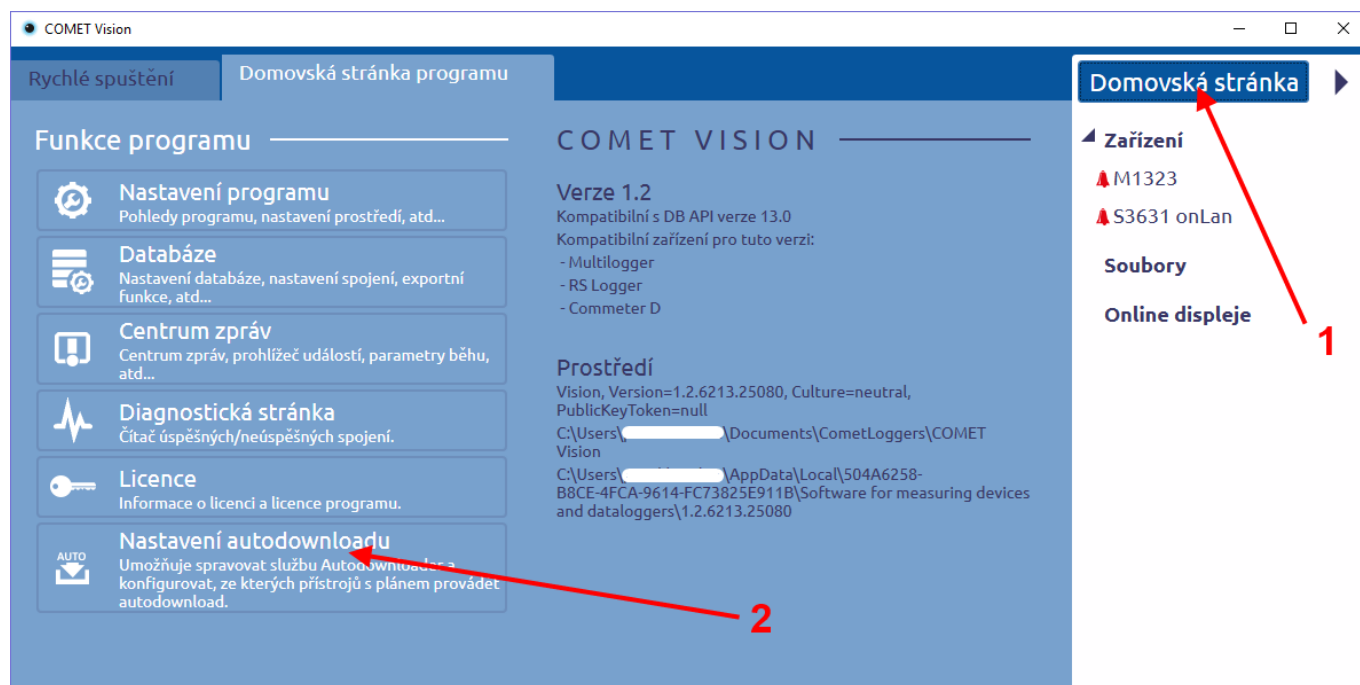 COMET Vision
Rychlé spuštění
Domovská stránka programu
Funkce programu
Nastavení programu
Pohledy programu, nastavení prostředí, atd...
Databáze
Nastavení databáze, nastavení spojení, exportní
funkce, atd...
Centrum zpráv
Centrum zpráv, prohlížeč událostí, parametry běhu,
atd...
Diagnostická stránka
Čítač úspěšných/neúspěšných spojení.
Licence
Informace o licenci a licence programu.
AUTO
Nastavení autodownloadu
Umožňuje spravovat službu Autodownloader a
konfigurovat, ze kterých přístrojů s plánem provádět
autodownload.
2
COMET VISION
Verze 1.2
Kompatibilní s DB API verze 13.0
Kompatibilní zařízení pro tuto verzi:
- Multilogger
- RS Logger
- Commeter D
Prostředí
Vision, Version=1.2.6213.25080, Culture=neutral,
PublicKeyToken=null
C:\Users\ \Documents\CometLoggers\COMET
Vision
C:\Users\ \AppData\Local\504A6258-
B8CE-4FCA-9614-FC73825E911B\Software for measuring devices
and dataloggers\1.2.6213.25080
Domovská stránka
Zařízení
M1323
S3631 onLan
Soubory
Online displeje
1